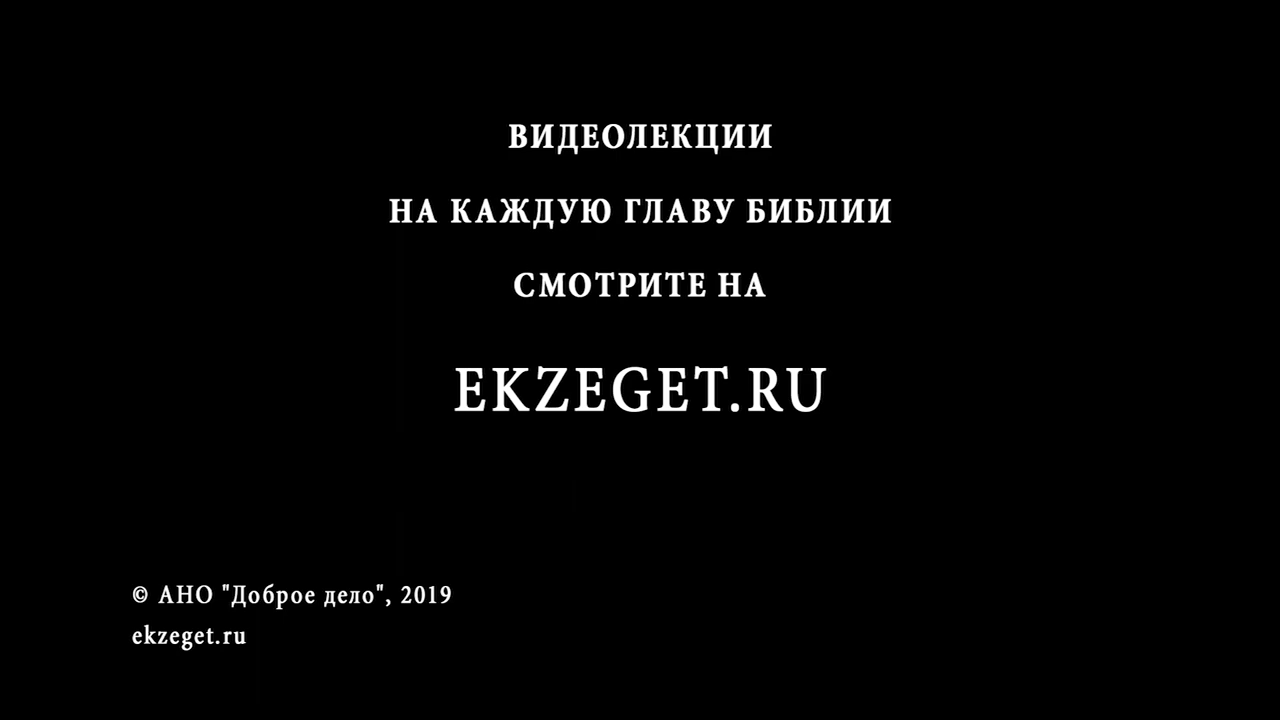 ВИДЕОЛЕКЦИИ
НА КАЖДУЮ ГЛАВУ БИБЛИИ
СМОТРИТЕ НА
EKZEGET.RU
© АНО "Доброе дело", 2019
ekzeget.ru